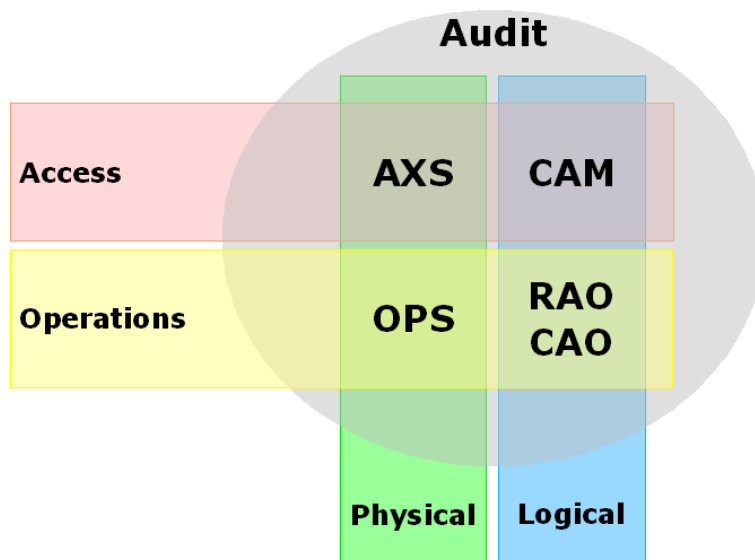 Audit
Access
AXS
CAM
Operations
OPS
RAO
CAO
Physical
Logical